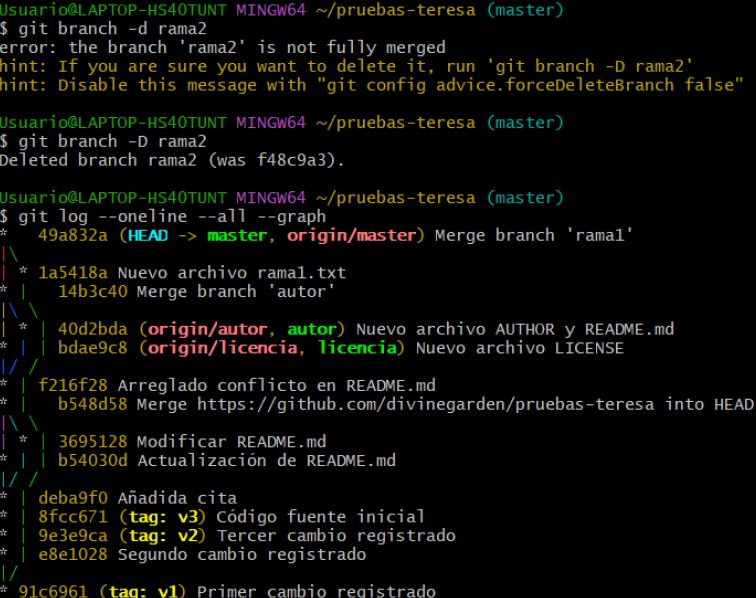 Usuario@LAPTOP-HS40TUNT MINGW64 ~/pruebas-teresa (master)
$ git branch -d rama2
error: the branch 'rama2' is not fully merged
hint: If you are sure you want to delete it, run 'git branch -D rama2'
hint: Disable this message with "git config advice.forceDeleteBranch false"
Usuario@LAPTOP-HS40TUNT MINGW64 ~/pruebas-teresa (master)
$ git branch -D rama2
Deleted branch rama2 (was f48c9a3).
Usuario@LAPTOP-HS40TUNT MINGW64 ~/pruebas-teresa (master)
$ git log --oneline --all --graph
*   49a832a (HEAD -> master, origin/master) Merge branch 'rama1'
|\
| * 1a5418a Nuevo archivo rama1.txt
* |   14b3c40 Merge branch 'autor'
|\ \
| * | 40d2bda (origin/autor, autor) Nuevo archivo AUTHOR y README.md
* | | bdae9c8 (origin/licencia, licencia) Nuevo archivo LICENSE
|/ /
* | f216f28 Arreglado conflicto en README.md
* |   b548d58 Merge https://github.com/divinegarden/pruebas-teresa into HEAD
|\ \
| * | 3695128 Modificar README.md
* | | b54030d Actualización de README.md
|/ /
* | deba9f0 Añadida cita
* | 8fcc671 (tag: v3) Código fuente inicial
* | 9e3e9ca (tag: v2) Tercer cambio registrado
* | e8e1028 Segundo cambio registrado
|/
* 91c6961 (tag: v1) Primer cambio registrado